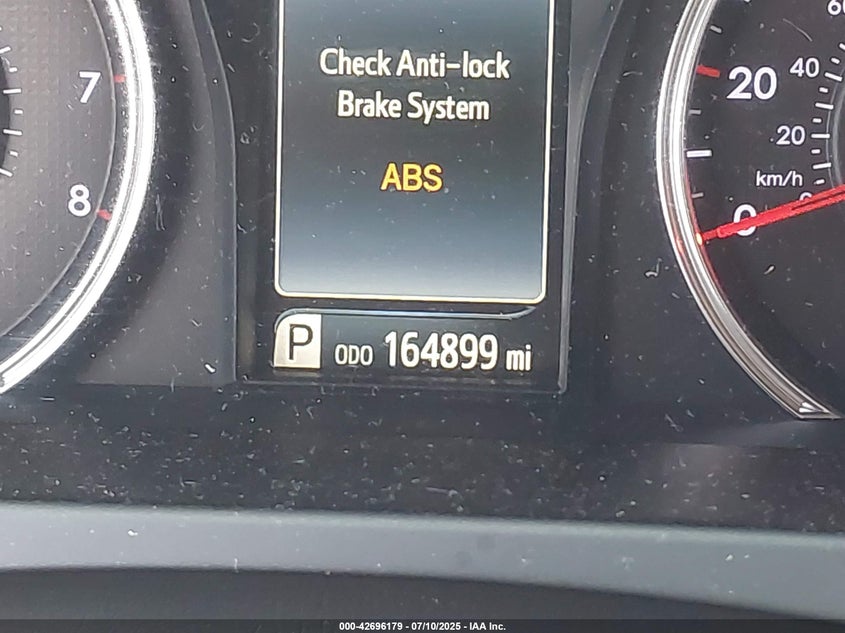 Check Anti-lock
Brake System
ABS
P ODO 164899 mi
7
8
20
0
40
20
km/h
000-42696179 - 07/10/2025 - IAA Inc.